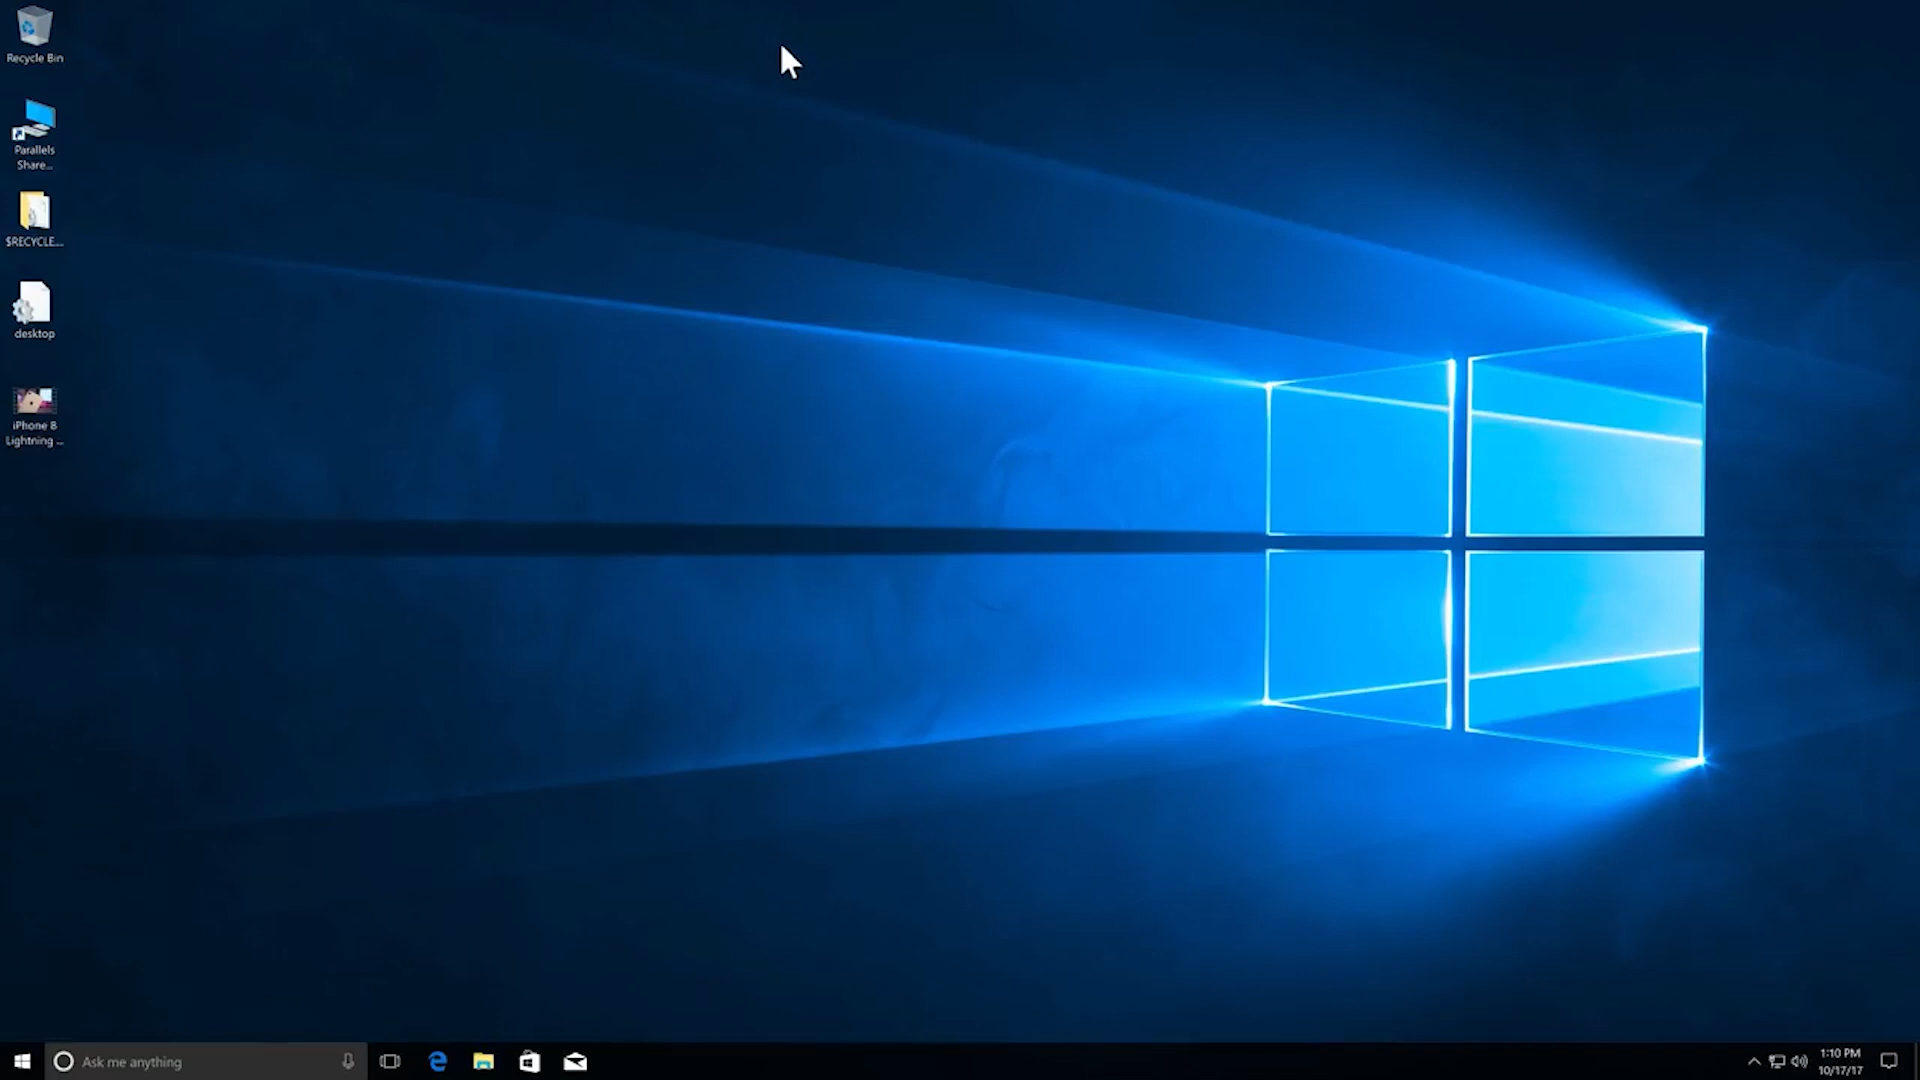 Recycle Bin
Parallels
Share...
$RECYCLE...
desktop
iPhone 8
Lightning ...
Ask me anything
1:10 PM
10/17/17